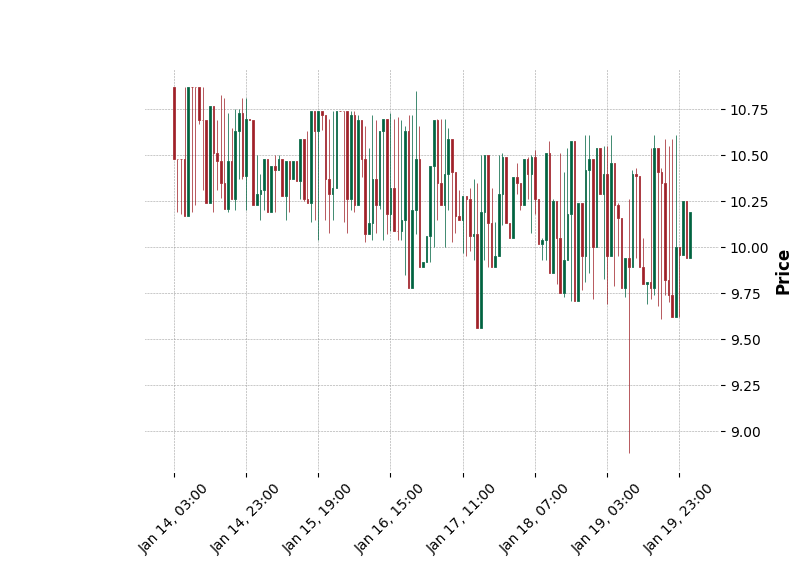 10.75
10.50
10.25
10.00
9.75
9.50
9.25
9.00
Price
Jan 14, 03:00
Jan 14, 23:00
Jan 15, 19:00
Jan 16, 15:00
Jan 17, 11:00
Jan 18, 07:00
Jan 19, 03:00
Jan 19, 23:00